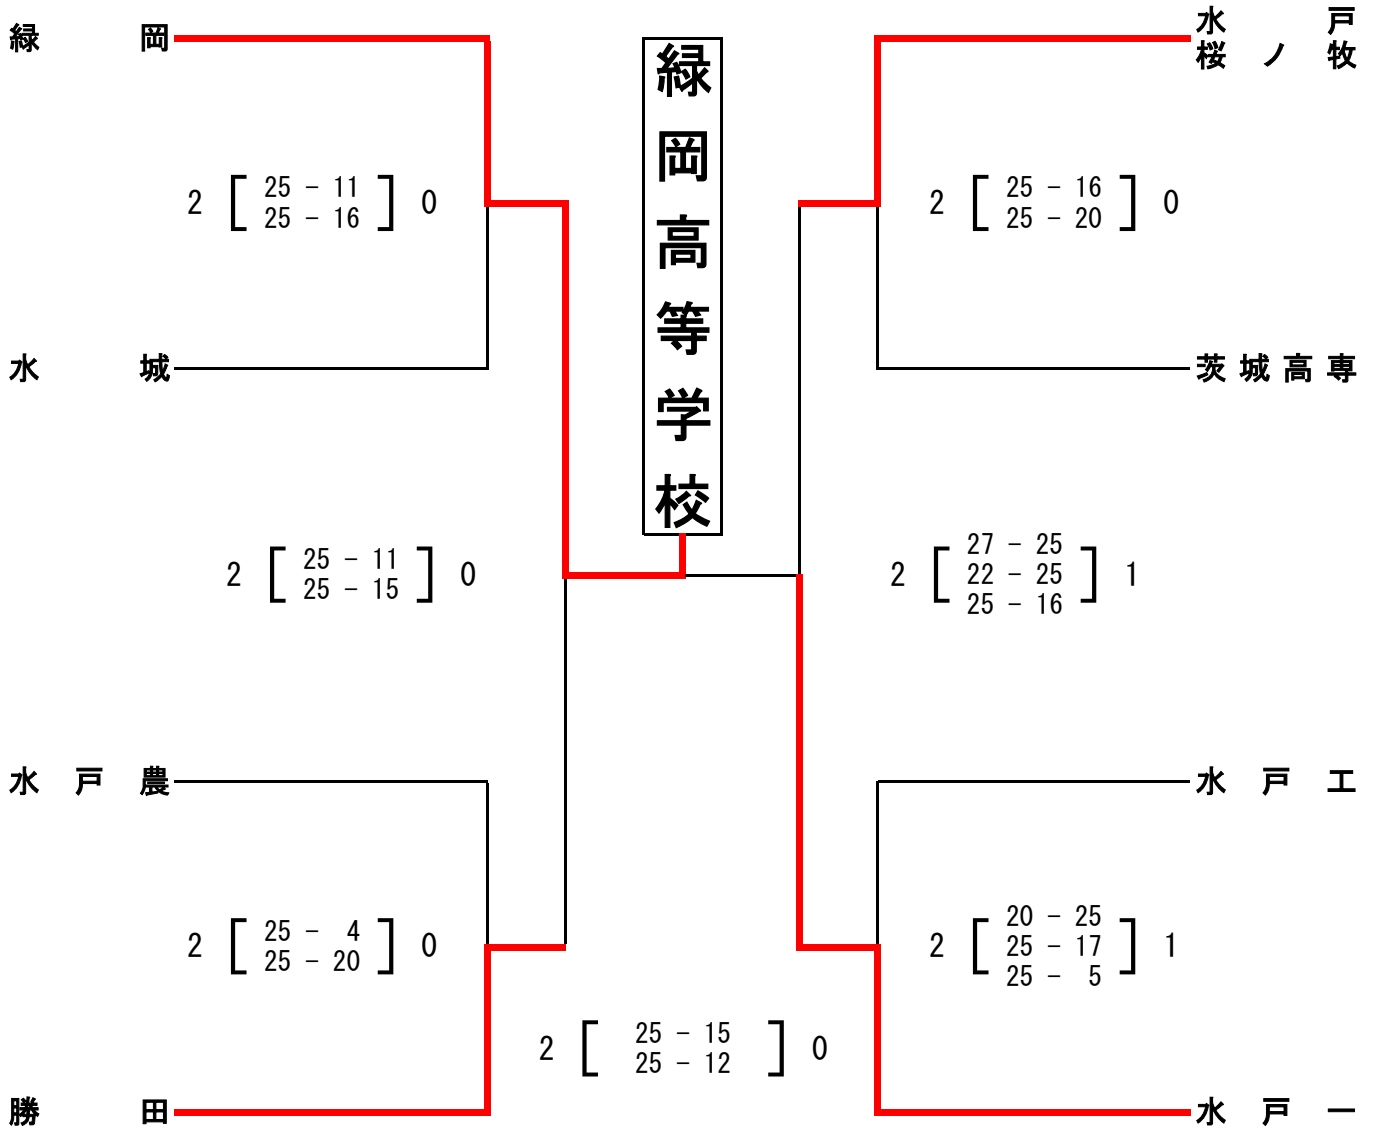 緑岡
水戸
桜ノ牧
緑岡高等学校
2 [ 25 - 11 ] 0
25 - 16
2 [ 25 - 16 ] 0
25 - 20
水城
茨城高専
2 [ 25 - 11 ] 0
25 - 15
27 - 25
2 [ 22 - 25 ] 1
25 - 16
水戸農
水戸工
2 [ 25 - 4 ] 0
25 - 20
20 - 25
2 [ 25 - 17 ] 1
25 - 5
2 [ 25 - 15 ] 0
25 - 12
勝田
水戸一